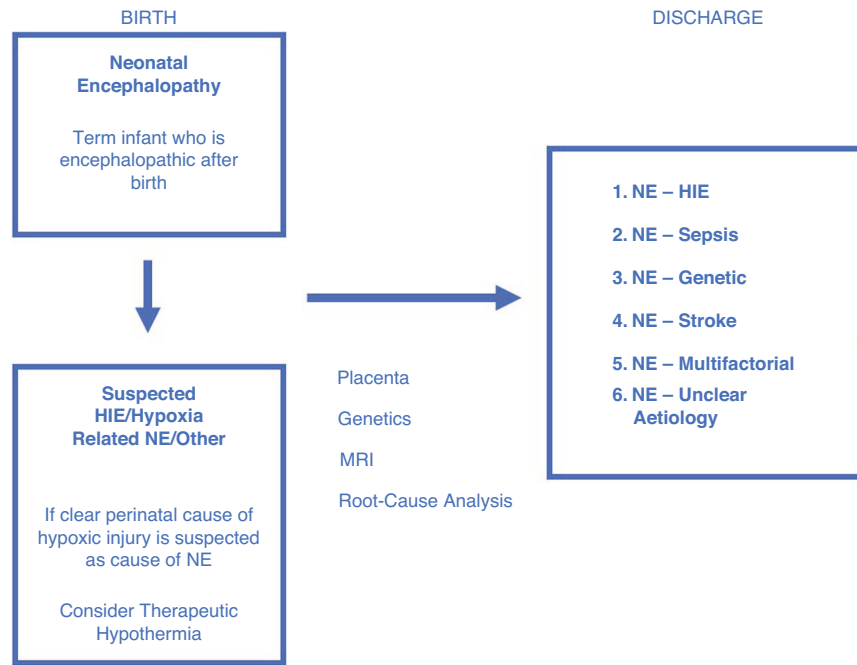 BIRTH
Neonatal
Encephalopathy
Term infant who is
encephalopathic after
birth
Suspected
HIE/Hypoxia
Related NE/Other
If clear perinatal cause of
hypoxic injury is suspected
as cause of NE
Consider Therapeutic
Hypothermia
Placenta
Genetics
MRI
Root-Cause Analysis
DISCHARGE
1. NE – HIE
2. NE – Sepsis
3. NE – Genetic
4. NE – Stroke
5. NE – Multifactorial
6. NE – Unclear
Aetiology